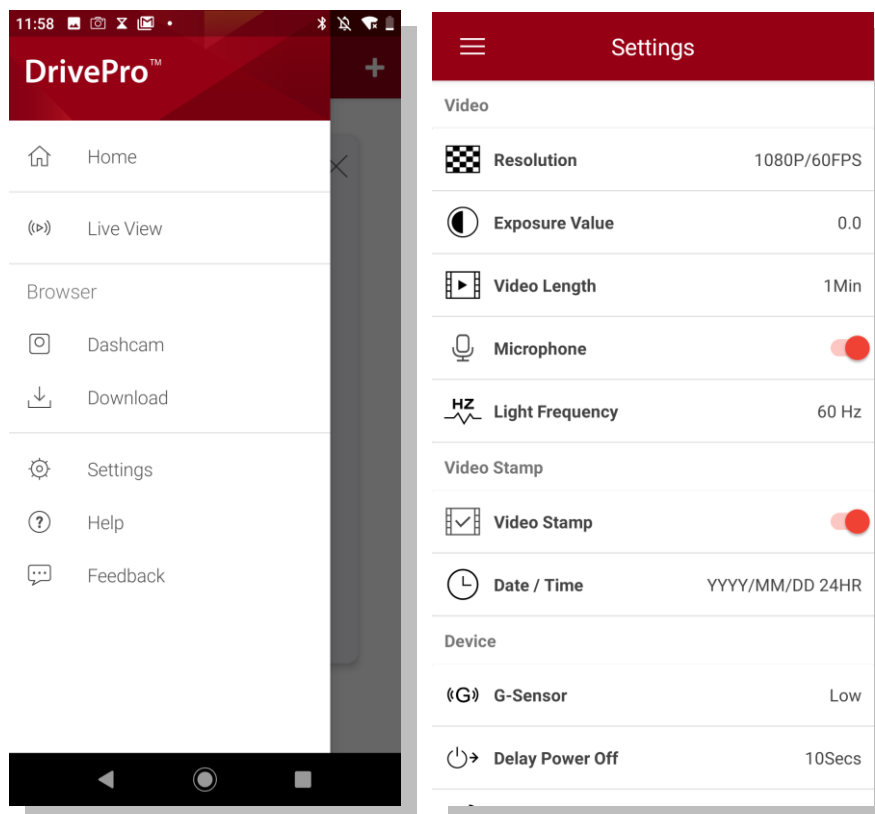 11:58
DrivePro™
Home
Live View
Browser
Dashcam
Download
Settings
Help
Feedback
Settings
Video
Resolution 1080P/60FPS
Exposure Value 0.0
Video Length 1Min
Microphone
HZ Light Frequency 60 Hz
Video Stamp
Video Stamp
Date / Time YYYY/MM/DD 24HR
Device
G G-Sensor Low
Delay Power Off 10Secs